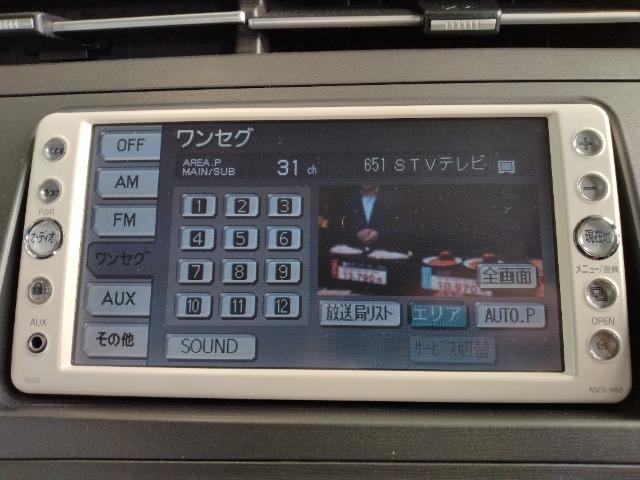 OFF
AM
FM
ワンセグ
AUX
その他
ワンセグ
AREA.P
MAIN/SUB
31 ch
651 STVテレビ
1 2 3
4 5 6
7 8 9
10 11 12
SOUND
全画面
放送局リスト エリア AUTO.P
サービス切替
PWR
オーディオ
AUX
76047
+
-
現在地
メニュー/画質
OPEN
NSCN-W60